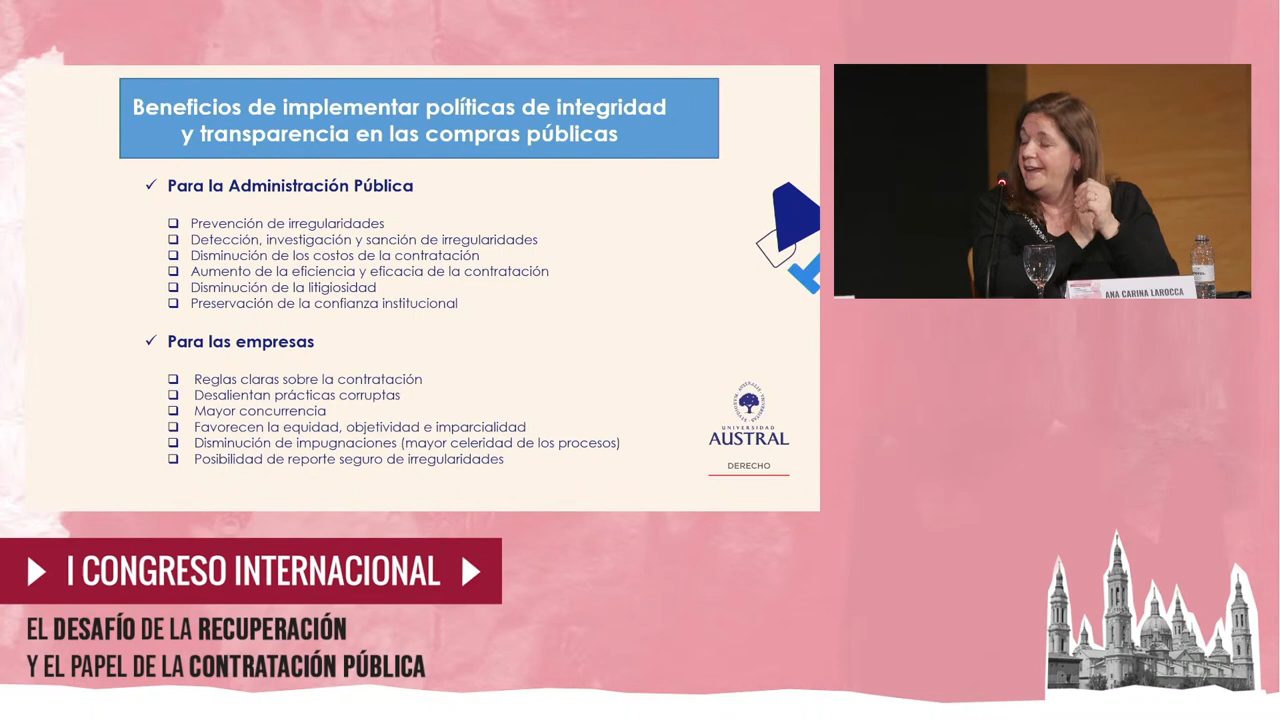 Beneficios de implementar políticas de integridad
y transparencia en las compras públicas
✓ Para la Administración Pública
❑ Prevención de irregularidades
❑ Detección, investigación y sanción de irregularidades
❑ Disminución de los costos de la contratación
❑ Aumento de la eficiencia y eficacia de la contratación
❑ Disminución de la litigiosidad
❑ Preservación de la confianza institucional
✓ Para las empresas
❑ Reglas claras sobre la contratación
❑ Desalientan prácticas corruptas
❑ Mayor concurrencia
❑ Favorecen la equidad, objetividad e imparcialidad
❑ Disminución de impugnaciones (mayor celeridad de los procesos)
❑ Posibilidad de reporte seguro de irregularidades
UNIVERSIDAD
AUSTRAL
DERECHO
ANA CARINA LAROCCA
I CONGRESO INTERNACIONAL
EL DESAFÍO DE LA RECUPERACIÓN
Y EL PAPEL DE LA CONTRATACIÓN PÚBLICA